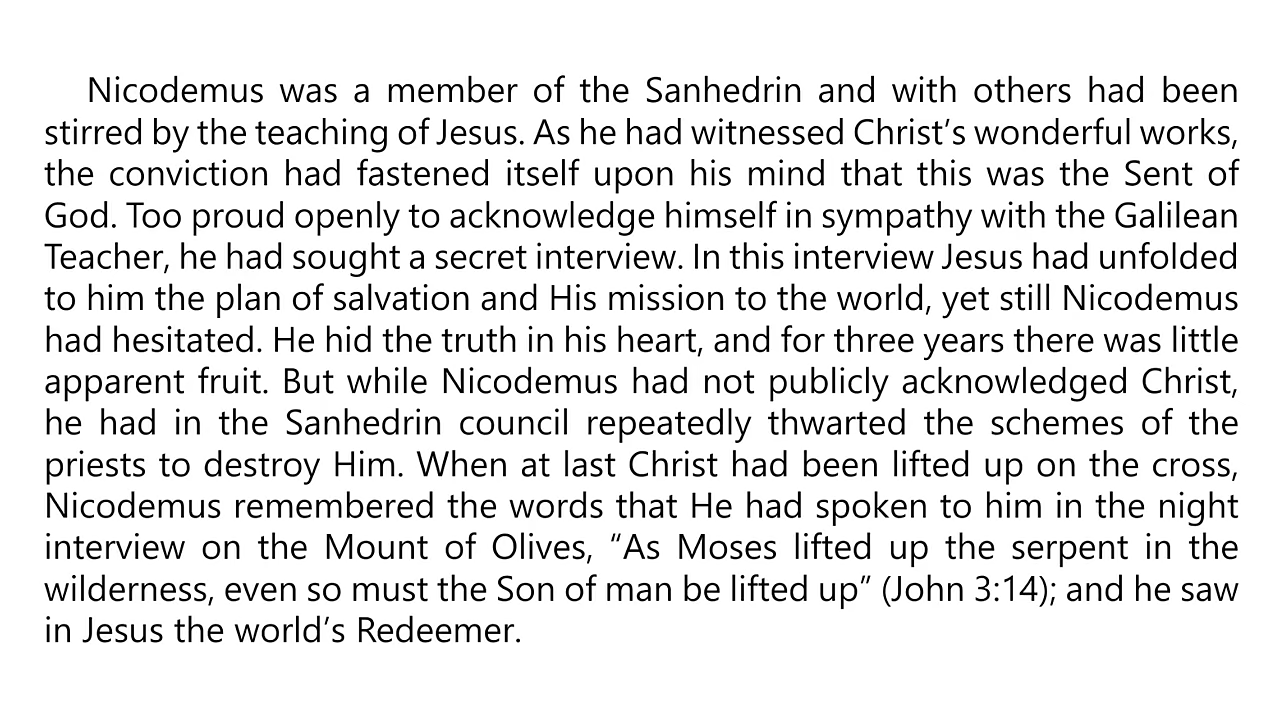 Nicodemus was a member of the Sanhedrin and with others had been
stirred by the teaching of Jesus. As he had witnessed Christ’s wonderful works,
the conviction had fastened itself upon his mind that this was the Sent of
God. Too proud openly to acknowledge himself in sympathy with the Galilean
Teacher, he had sought a secret interview. In this interview Jesus had unfolded
to him the plan of salvation and His mission to the world, yet still Nicodemus
had hesitated. He hid the truth in his heart, and for three years there was little
apparent fruit. But while Nicodemus had not publicly acknowledged Christ,
he had in the Sanhedrin council repeatedly thwarted the schemes of the
priests to destroy Him. When at last Christ had been lifted up on the cross,
Nicodemus remembered the words that He had spoken to him in the night
interview on the Mount of Olives, “As Moses lifted up the serpent in the
wilderness, even so must the Son of man be lifted up” (John 3:14); and he saw
in Jesus the world’s Redeemer.